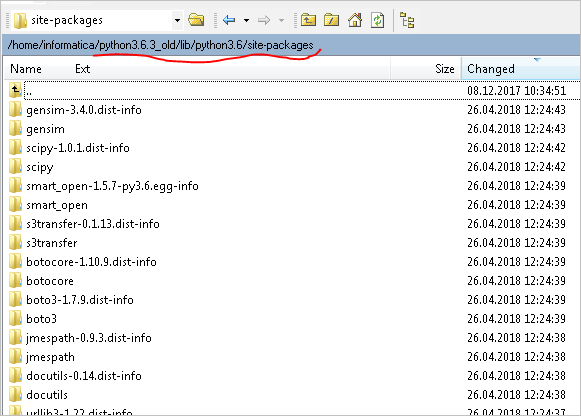 site-packages
/home/informatica/python3.6.3_old/lib/python3.6/site-packages
Name Ext Size Changed
.. 08.12.2017 10:34:51
gensim-3.4.0.dist-info 26.04.2018 12:24:43
gensim 26.04.2018 12:24:43
scipy-1.0.1.dist-info 26.04.2018 12:24:42
scipy 26.04.2018 12:24:42
smart_open-1.5.7-py3.6.egg-info 26.04.2018 12:24:39
smart_open 26.04.2018 12:24:39
s3transfer-0.1.13.dist-info 26.04.2018 12:24:39
s3transfer 26.04.2018 12:24:39
botocore-1.10.9.dist-info 26.04.2018 12:24:39
botocore 26.04.2018 12:24:39
boto3-1.7.9.dist-info 26.04.2018 12:24:39
boto3 26.04.2018 12:24:39
jmespath-0.9.3.dist-info 26.04.2018 12:24:38
jmespath 26.04.2018 12:24:38
docutils-0.14.dist-info 26.04.2018 12:24:38
docutils 26.04.2018 12:24:38
urllib3-1.22.dist-info 26.04.2018 12:24:37